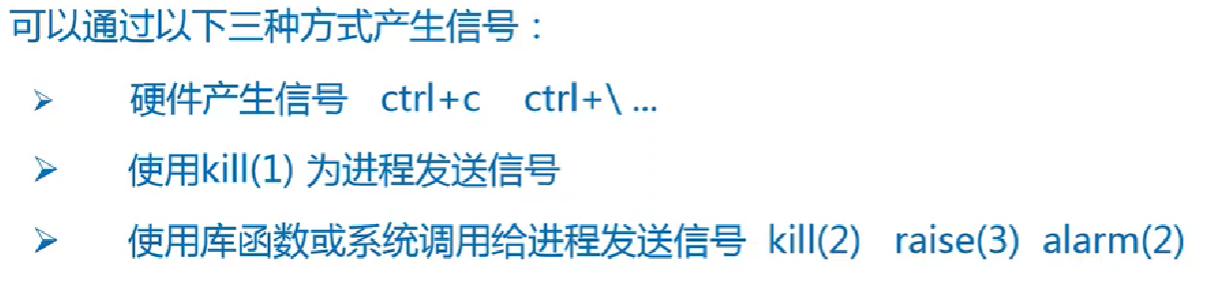 可以通过以下三种方式产生信号：
➢ 硬件产生信号 ctrl+c ctrl+\ ...
➢ 使用kill(1) 为进程发送信号
➢ 使用库函数或系统调用给进程发送信号 kill(2) raise(3) alarm(2)